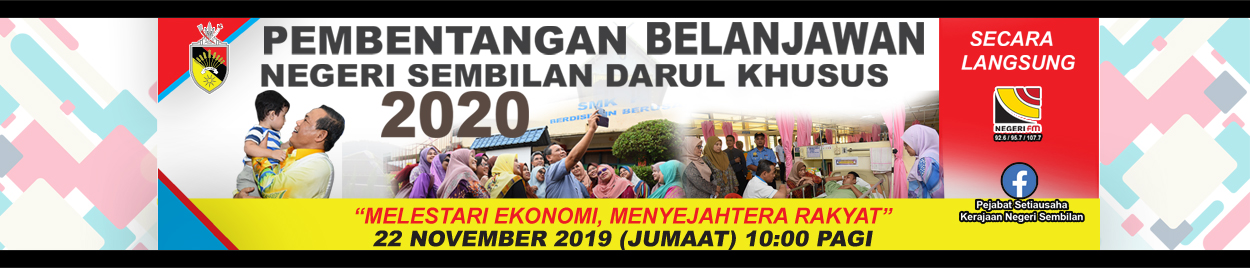 PEMBENTANGAN BELANJAWAN
NEGERI SEMBILAN DARUL KHUSUS
2020
SMK
“MELESTARI EKONOMI, MENYEJAHTERA RAKYAT”
22 NOVEMBER 2019 (JUMAAT) 10:00 PAGI
SECARA
LANGSUNG
NEGERI FM
92.6 / 95.7 / 107.7
Pejabat Setiausaha
Kerajaan Negeri Sembilan